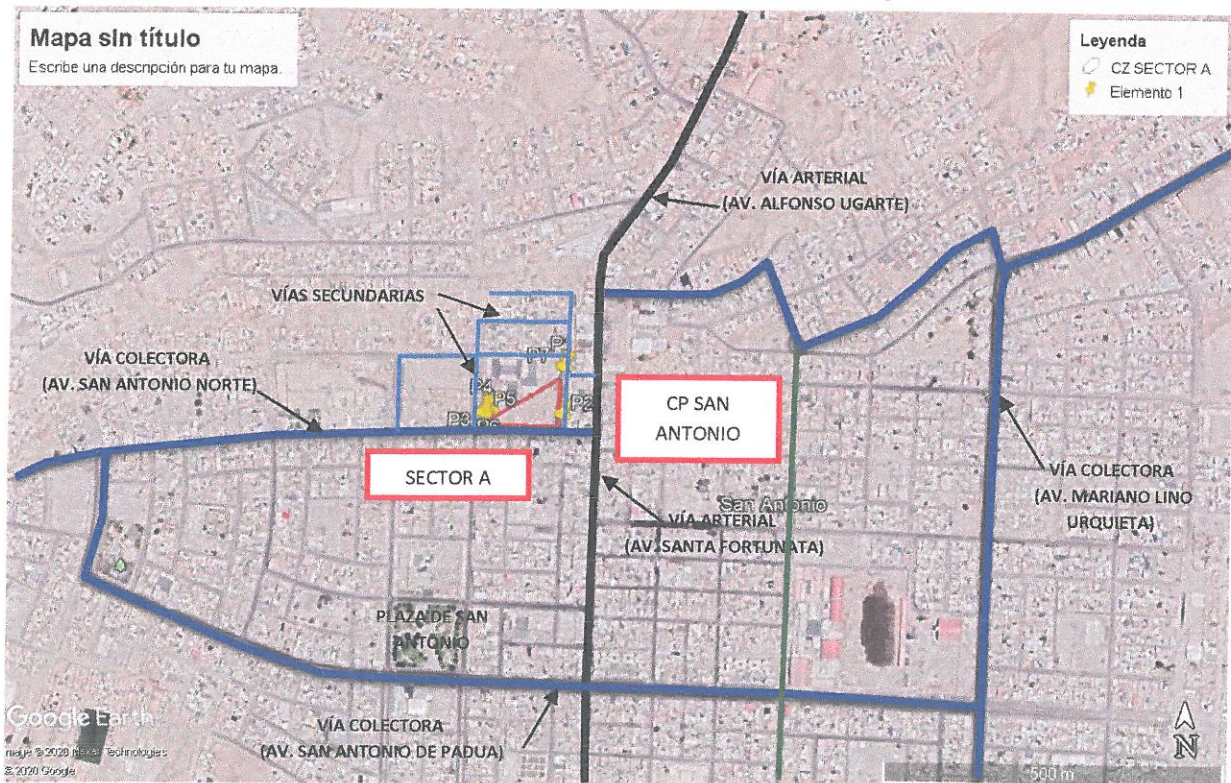 Mapa sin título
Escribe una descripción para tu mapa.
Leyenda
CZ SECTOR A
Elemento 1
VÍA ARTERIAL
(AV. ALFONSO UGARTE)
VÍAS SECUNDARIAS
VÍA COLECTORA
(AV. SAN ANTONIO NORTE)
P4
P5
P3
P2
CP SAN
ANTONIO
SECTOR A
VÍA COLECTORA
(AV. MARIANO LINO
URQUIETA)
San Antonio
VÍA ARTERIAL
(AV. SANTA FORTUNATA)
PLAZA DE SAN
ANTONIO
VÍA COLECTORA
(AV. SAN ANTONIO DE PADUA)
Google Earth
Image © 2020 Maxar Technologies
© 2020 Google
N
500 m